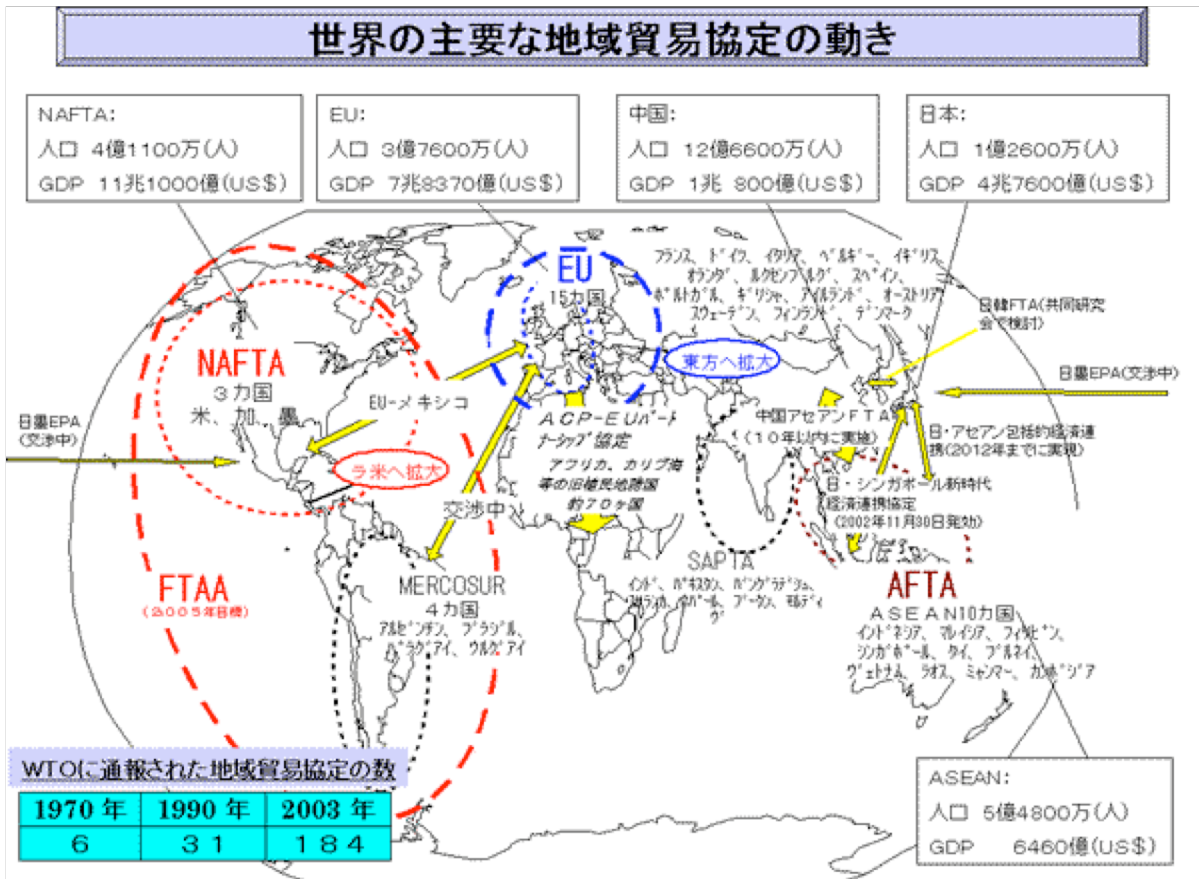 世界の主要な地域貿易協定の動き
NAFTA:
人口 4億1100万(人)
GDP 11兆1000億(US$)
EU:
人口 3億7600万(人)
GDP 7兆8370億(US$)
中国:
人口 12億6600万(人)
GDP 1兆 800億(US$)
日本:
人口 1億2600万(人)
GDP 4兆7600億(US$)
EU
15カ国
フランス、ドイツ、イタリア、ベルギー、イギリス
オランダ、ルクセンブルグ、スペイン、
ポルトガル、ギリシャ、アイルランド、オーストリア
スウェーデン、フィンランド、デンマーク
東方へ拡大
日韓FTA(共同研究
会で検討)
日墨EPA(交渉中)
NAFTA
3カ国
米、加、墨
EU-メキシコ
日墨EPA
(交渉中)
ラ米へ拡大
交渉中
ACP-EUパート
ナーシップ協定
アフリカ、カリブ海
等の旧植民地諸国
約70ヶ国
中国アセアンFTA
(10年以内に実施)
日・アセアン包括的経済連
携(2012年までに実現)
日・シンガポール新時代
経済連携協定
(2002年11月30日発効)
FTAA
(2005年目標)
MERCOSUR
4カ国
アルゼンチン、ブラジル、
パラグアイ、ウルグアイ
SAPTA
インド、パキスタン、バングラデシュ、
スリランカ、ネパール、ブータン、モルディ
ヴ
AFTA
ASEAN10カ国
インドネシア、マレイシア、フィリピン、
シンガポール、タイ、ブルネイ、
ヴェトナム、ラオス、ミャンマー、カンボジア
WTOに通報された地域貿易協定の数
1970年 1990年 2003年
6 31 184
ASEAN:
人口 5億4800万(人)
GDP 6460億(US$)